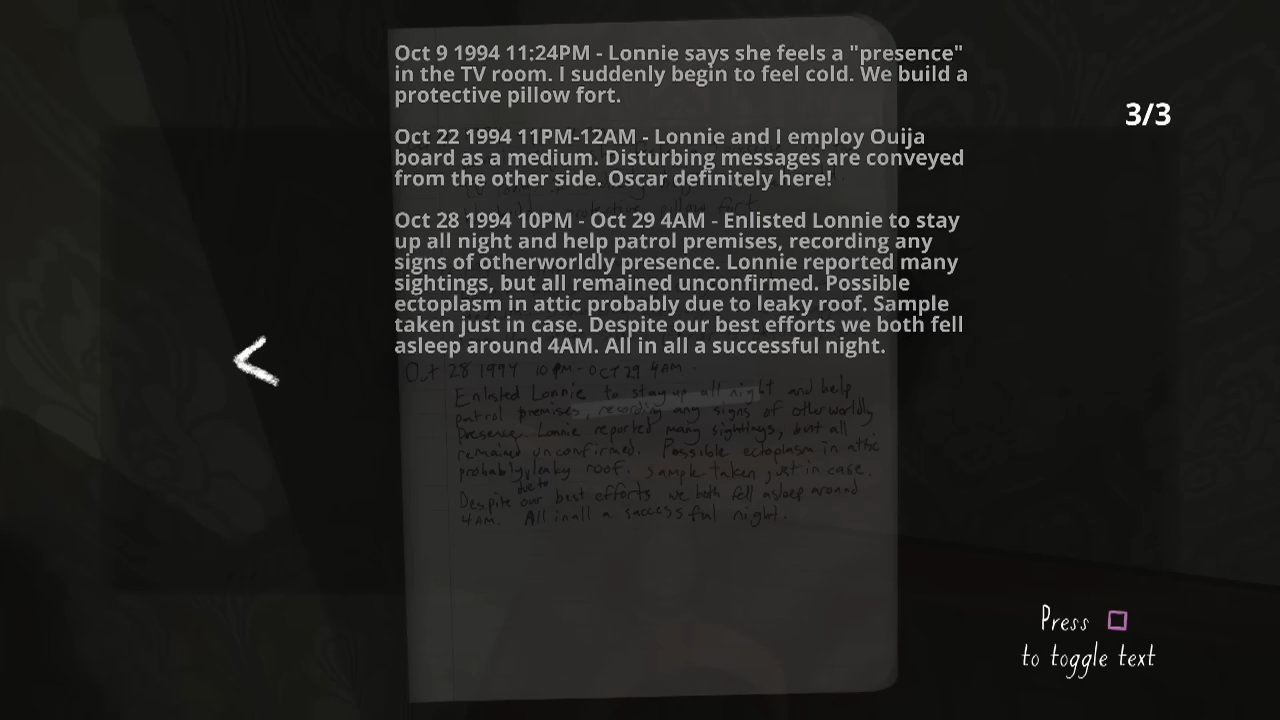 Oct 9 1994 11:24PM - Lonnie says she feels a "presence"
in the TV room. I suddenly begin to feel cold. We build a
protective pillow fort.
Oct 22 1994 11PM-12AM - Lonnie and I employ Ouija
board as a medium. Disturbing messages are conveyed
from the other side. Oscar definitely here!
Oct 28 1994 10PM - Oct 29 4AM - Enlisted Lonnie to stay
up all night and help patrol premises, recording any
signs of otherworldly presence. Lonnie reported many
sightings, but all remained unconfirmed. Possible
ectoplasm in attic probably due to leaky roof. Sample
taken just in case. Despite our best efforts we both fell
asleep around 4AM. All in all a successful night.
3/3
Oct 28 1994 10PM - OCT 29 4AM.
Enlisted Lonnie to stay up all night and help
patrol premises, recording any signs of otherworldly
presence. Lonnie reported many sightings, but all
remained unconfirmed. Possible ectoplasm in attic
probably leaky roof. Sample taken just in case.
due to
Despite our best efforts we both fell asleep around
4AM. All in all a successful night.
Press
to toggle text